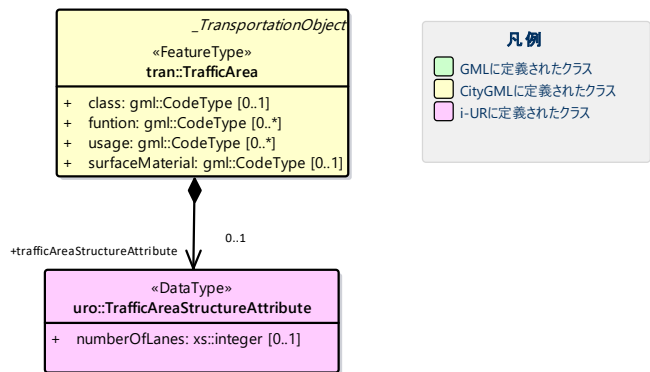 _TransportationObject
«FeatureType»
tran::TrafficArea
+ class: gml::CodeType [0..1]
+ funtion: gml::CodeType [0..*]
+ usage: gml::CodeType [0..*]
+ surfaceMaterial: gml::CodeType [0..1]
凡例
GMLに定義されたクラス
CityGMLに定義されたクラス
i-URに定義されたクラス
0..1
+trafficAreaStructureAttribute
«DataType»
uro::TrafficAreaStructureAttribute
+ numberOfLanes: xs::integer [0..1]